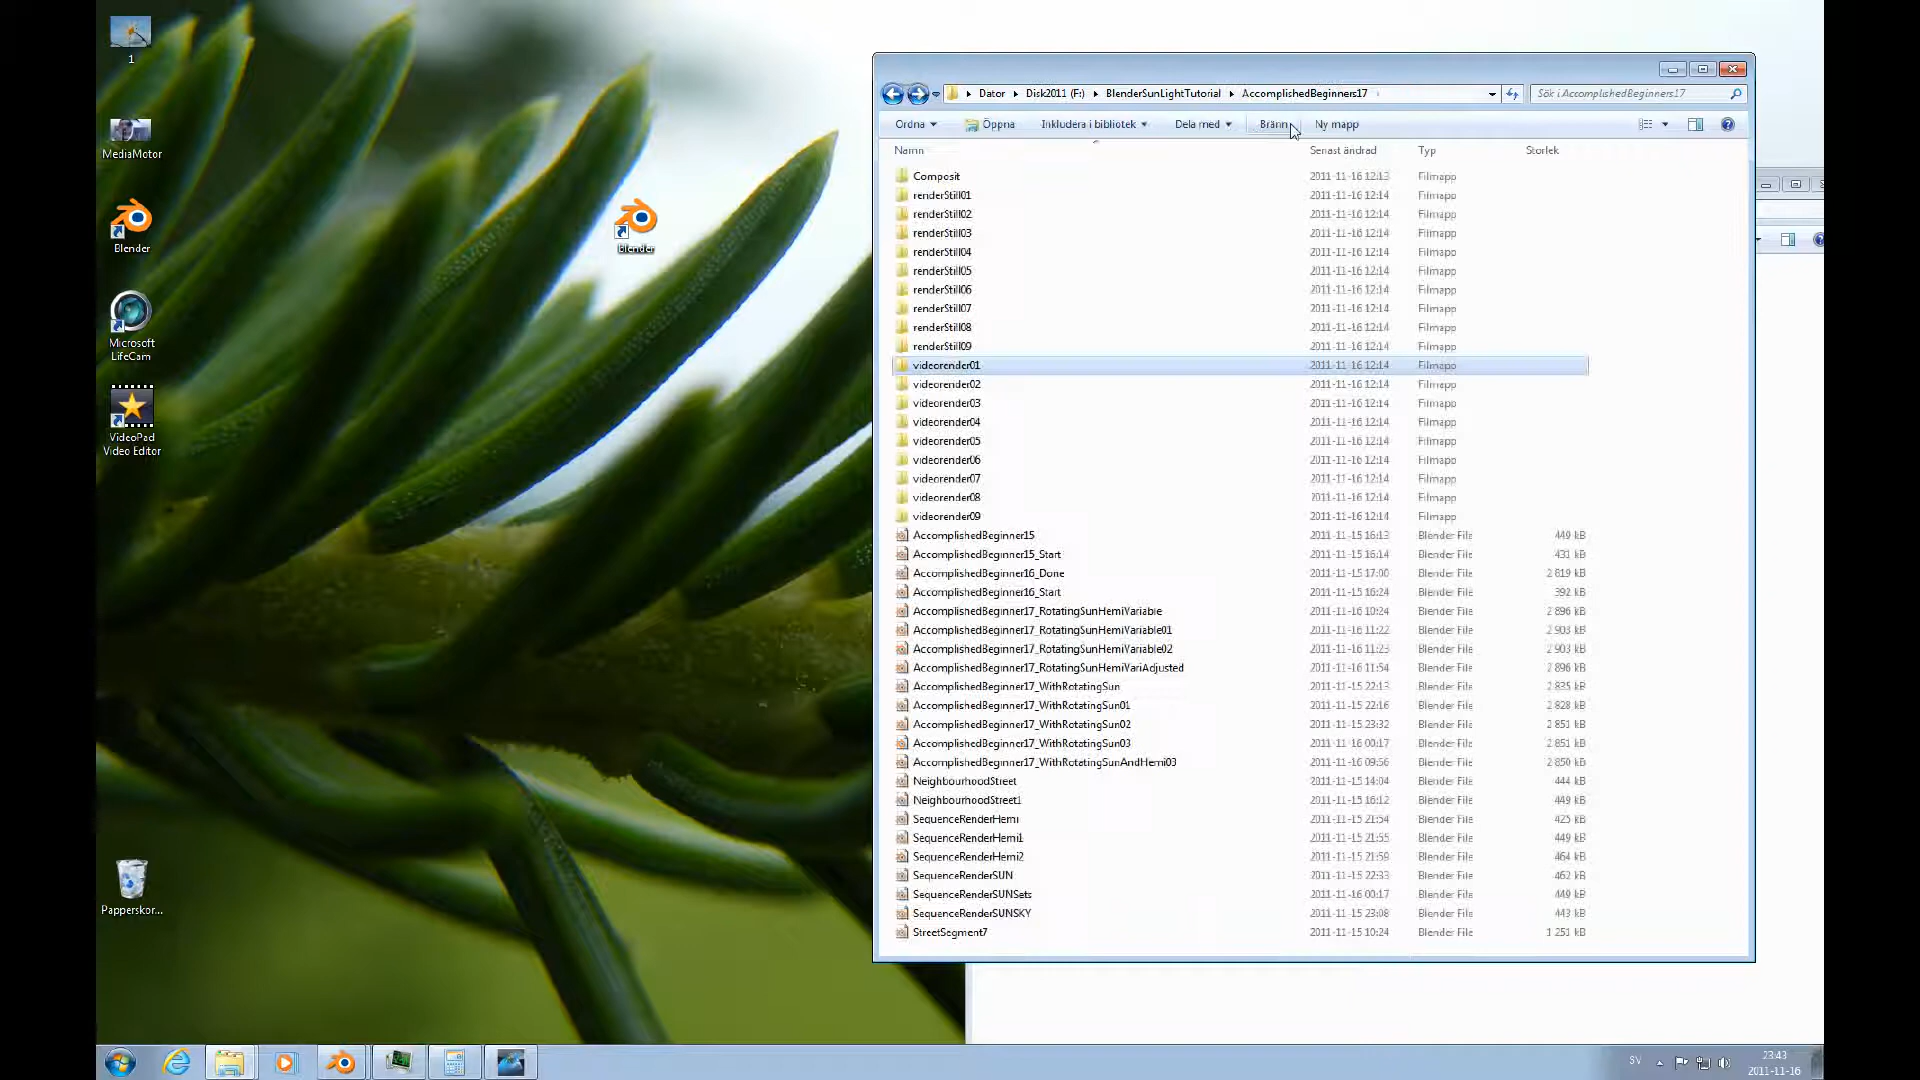 1
MediaMotor
Blender
Microsoft
LifeCam
VideoPad
Video Editor
Papperskor...
Blender
Dator Disk2011 (F:) BlenderSunLightTutorial AccomplishedBeginners17
Sök i AccomplishedBeginners17
Ordna Öppna Inkludera i bibliotek Dela med Bränn Ny mapp
Namn Senast ändrad Typ Storlek
Composit 2011-11-16 12:13 Filmapp
renderStill01 2011-11-16 12:14 Filmapp
renderStill02 2011-11-16 12:14 Filmapp
renderStill03 2011-11-16 12:14 Filmapp
renderStill04 2011-11-16 12:14 Filmapp
renderStill05 2011-11-16 12:14 Filmapp
renderStill06 2011-11-16 12:14 Filmapp
renderStill07 2011-11-16 12:14 Filmapp
renderStill08 2011-11-16 12:14 Filmapp
renderStill09 2011-11-16 12:14 Filmapp
videorender01 2011-11-16 12:14 Filmapp
videorender02 2011-11-16 12:14 Filmapp
videorender03 2011-11-16 12:14 Filmapp
videorender04 2011-11-16 12:14 Filmapp
videorender05 2011-11-16 12:14 Filmapp
videorender06 2011-11-16 12:14 Filmapp
videorender07 2011-11-16 12:14 Filmapp
videorender08 2011-11-16 12:14 Filmapp
videorender09 2011-11-16 12:14 Filmapp
AccomplishedBeginner15 2011-11-15 16:13 Blender File 449 kB
AccomplishedBeginner15_Start 2011-11-15 16:14 Blender File 431 kB
AccomplishedBeginner16_Done 2011-11-15 17:00 Blender File 2 819 kB
AccomplishedBeginner16_Start 2011-11-15 16:24 Blender File 392 kB
AccomplishedBeginner17_RotatingSunHemiVariable 2011-11-16 10:24 Blender File 2 896 kB
AccomplishedBeginner17_RotatingSunHemiVariable01 2011-11-16 11:22 Blender File 2 903 kB
AccomplishedBeginner17_RotatingSunHemiVariable02 2011-11-16 11:23 Blender File 2 903 kB
AccomplishedBeginner17_RotatingSunHemiVariAdjusted 2011-11-16 11:54 Blender File 2 896 kB
AccomplishedBeginner17_WithRotatingSun 2011-11-15 22:13 Blender File 2 835 kB
AccomplishedBeginner17_WithRotatingSun01 2011-11-15 22:16 Blender File 2 828 kB
AccomplishedBeginner17_WithRotatingSun02 2011-11-15 23:32 Blender File 2 851 kB
AccomplishedBeginner17_WithRotatingSun03 2011-11-16 00:17 Blender File 2 851 kB
AccomplishedBeginner17_WithRotatingSunAndHemi03 2011-11-16 09:56 Blender File 2 850 kB
NeighbourhoodStreet 2011-11-15 14:04 Blender File 444 kB
NeighbourhoodStreet1 2011-11-15 16:12 Blender File 449 kB
SequenceRenderHemi 2011-11-15 21:54 Blender File 425 kB
SequenceRenderHemi1 2011-11-15 21:55 Blender File 449 kB
SequenceRenderHemi2 2011-11-15 21:59 Blender File 464 kB
SequenceRenderSUN 2011-11-15 22:33 Blender File 462 kB
SequenceRenderSUNSets 2011-11-16 00:17 Blender File 449 kB
SequenceRenderSUNSKY 2011-11-15 23:08 Blender File 443 kB
StreetSegment7 2011-11-15 10:24 Blender File 1 251 kB
SV
23:43
2011-11-16